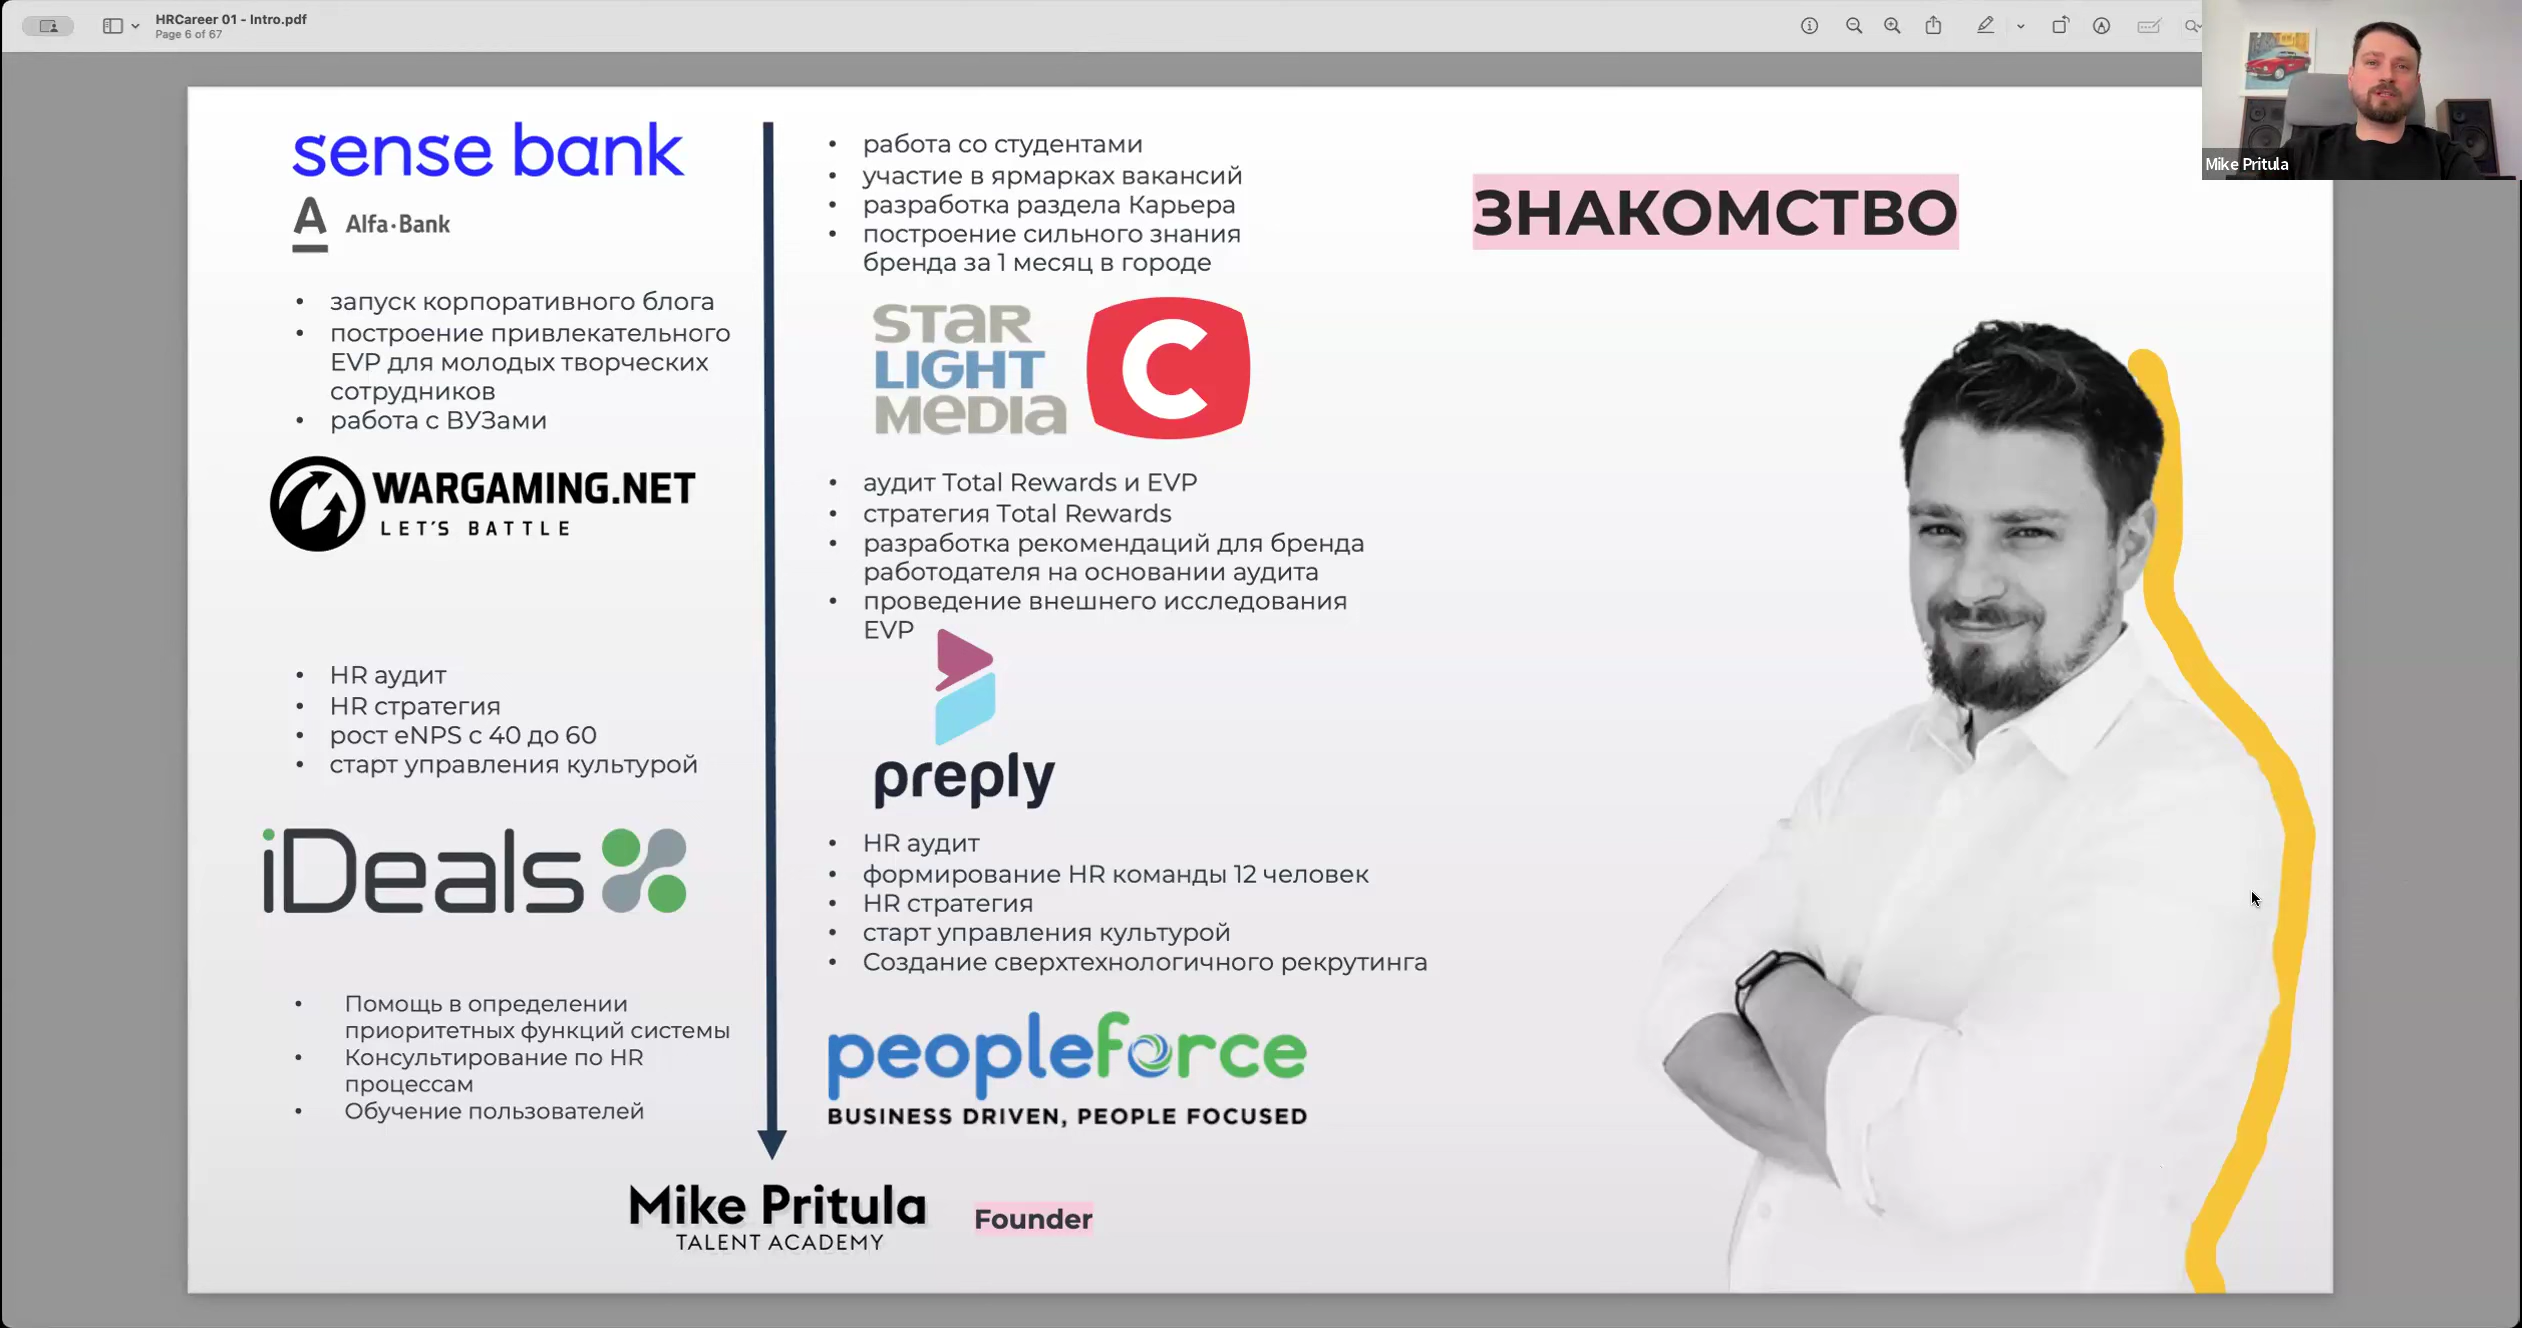 HRCareer 01 - Intro.pdf
Page 6 of 67
Mike Pritula
ЗНАКОМСТВО
sense bank
A Alfa·Bank
• запуск корпоративного блога
• построение привлекательного
EVP для молодых творческих
сотрудников
• работа с ВУЗами
WARGAMING.NET
LET'S BATTLE
• HR аудит
• HR стратегия
• рост eNPS с 40 до 60
• старт управления культурой
iDeals
• Помощь в определении
приоритетных функций системы
• Консультирование по HR
процессам
• Обучение пользователей
• работа со студентами
• участие в ярмарках вакансий
• разработка раздела Карьера
• построение сильного знания
бренда за 1 месяц в городе
STAR
LIGHT
MEDIA
C
• аудит Total Rewards и EVP
• стратегия Total Rewards
• разработка рекомендаций для бренда
работодателя на основании аудита
• проведение внешнего исследования
EVP
preply
• HR аудит
• формирование HR команды 12 человек
• HR стратегия
• старт управления культурой
• Создание сверхтехнологичного рекрутинга
peopleforce
BUSINESS DRIVEN, PEOPLE FOCUSED
Mike Pritula
TALENT ACADEMY
Founder